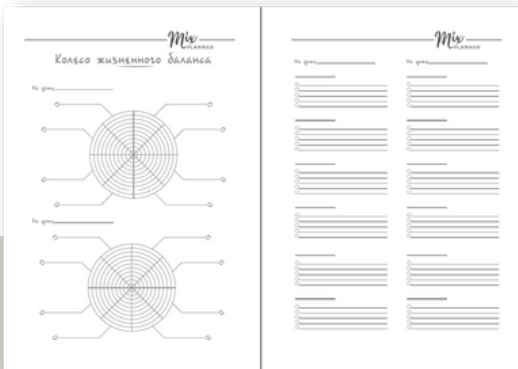 Mix
PLANNER
Колесо жизненного баланса
На дату
На дату
Mix
PLANNER
На дату
На дату